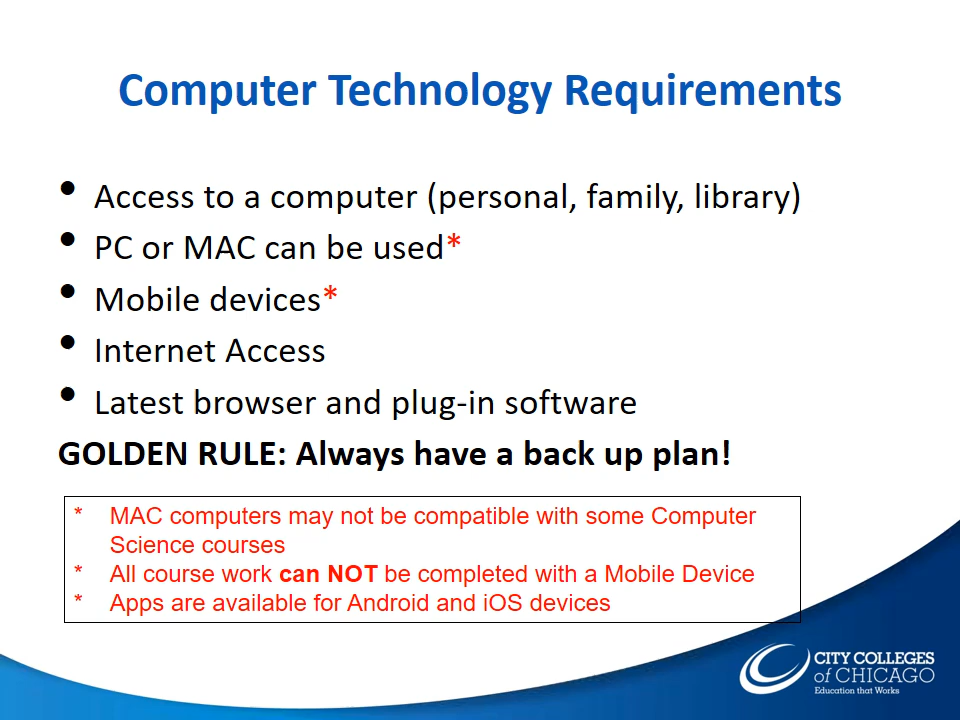 Computer Technology Requirements
• Access to a computer (personal, family, library)
• PC or MAC can be used*
• Mobile devices*
• Internet Access
• Latest browser and plug-in software
GOLDEN RULE: Always have a back up plan!
* MAC computers may not be compatible with some Computer
Science courses
* All course work can NOT be completed with a Mobile Device
* Apps are available for Android and iOS devices
CITY COLLEGES
of CHICAGO
Education that Works